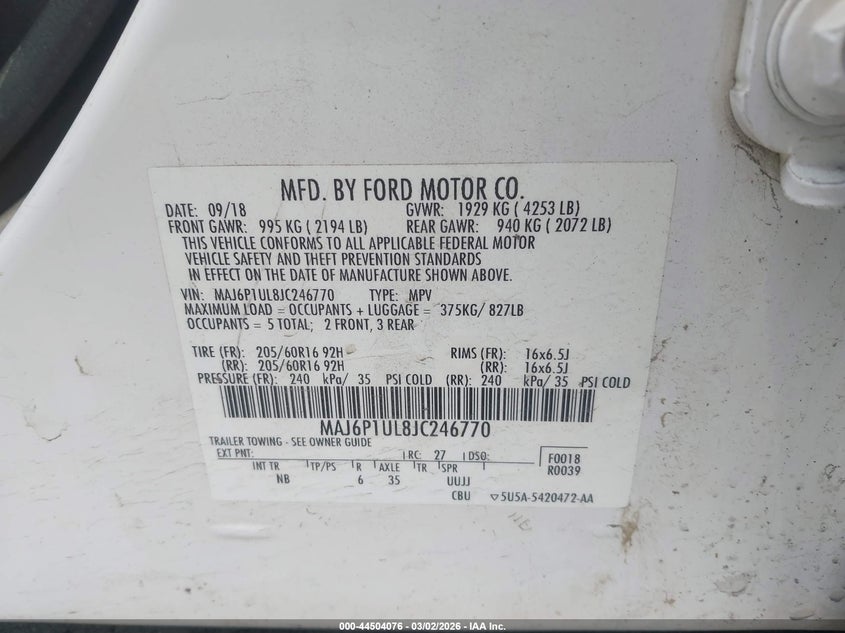 MFD. BY FORD MOTOR CO.
DATE: 09/18 GVWR: 1929 KG ( 4253 LB)
FRONT GAWR: 995 KG ( 2194 LB) REAR GAWR: 940 KG ( 2072 LB)
THIS VEHICLE CONFORMS TO ALL APPLICABLE FEDERAL MOTOR
VEHICLE SAFETY AND THEFT PREVENTION STANDARDS
IN EFFECT ON THE DATE OF MANUFACTURE SHOWN ABOVE.
VIN: MAJ6P1UL8JC246770 TYPE: MPV
MAXIMUM LOAD = OCCUPANTS + LUGGAGE = 375KG/ 827LB
OCCUPANTS = 5 TOTAL; 2 FRONT, 3 REAR
TIRE (FR): 205/60R16 92H RIMS (FR): 16x6.5J
(RR): 205/60R16 92H (RR): 16x6.5J
PRESSURE (FR): 240 kPa/ 35 PSI COLD (RR): 240 kPa/ 35 PSI COLD
MAJ6P1UL8JC246770
TRAILER TOWING - SEE OWNER GUIDE
EXT PNT: RC: 27 DSO: F0018
INT TR TP/PS R AXLE TR SPR R0039
NB 6 35 UUJJ
CBU ▽5U5A-5420472-AA
000-44504076 - 03/02/2026 - IAA Inc.